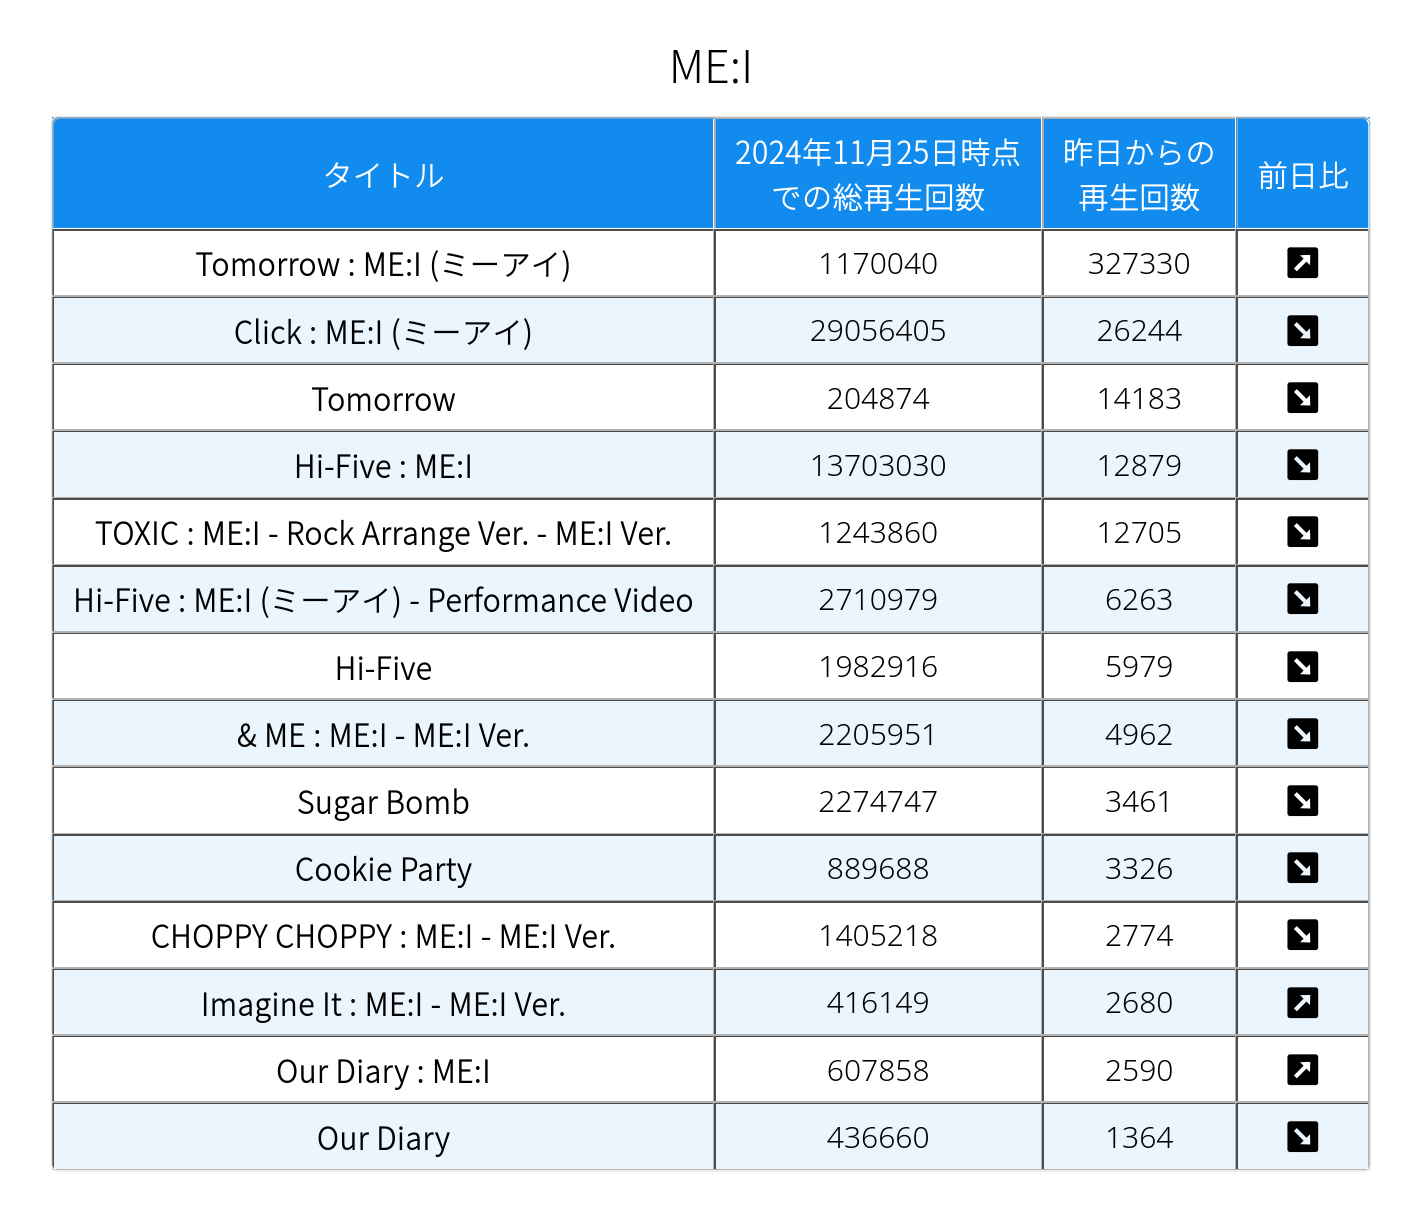 ME:I
タイトル 2024年11月25日時点での総再生回数 昨日からの再生回数 前日比
Tomorrow : ME:I (ミーアイ) 1170040 327330 ↗
Click : ME:I (ミーアイ) 29056405 26244 ↘
Tomorrow 204874 14183 ↘
Hi-Five : ME:I 13703030 12879 ↘
TOXIC : ME:I - Rock Arrange Ver. - ME:I Ver. 1243860 12705 ↘
Hi-Five : ME:I (ミーアイ) - Performance Video 2710979 6263 ↘
Hi-Five 1982916 5979 ↘
& ME : ME:I - ME:I Ver. 2205951 4962 ↘
Sugar Bomb 2274747 3461 ↘
Cookie Party 889688 3326 ↘
CHOPPY CHOPPY : ME:I - ME:I Ver. 1405218 2774 ↘
Imagine It : ME:I - ME:I Ver. 416149 2680 ↗
Our Diary : ME:I 607858 2590 ↗
Our Diary 436660 1364 ↘